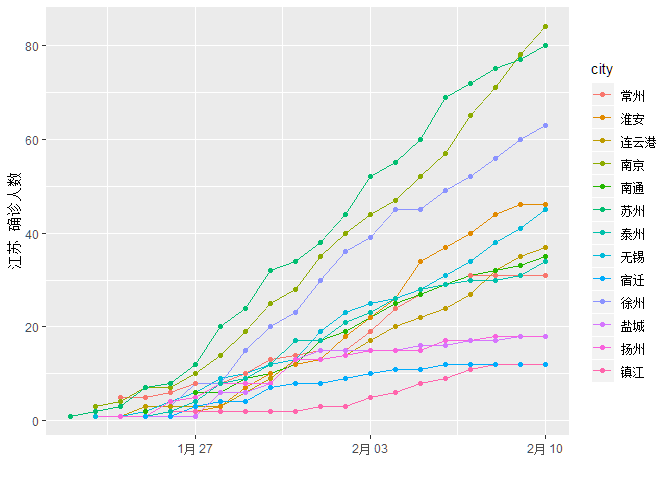 江苏 确诊人数
80
60
40
20
0
1月 27
2月 03
2月 10
city
常州
淮安
连云港
南京
南通
苏州
泰州
无锡
宿迁
徐州
盐城
扬州
镇江